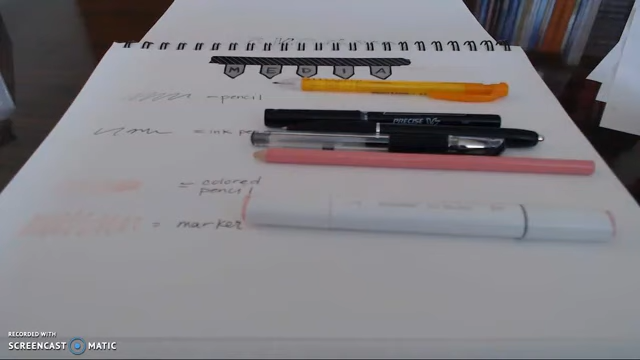 MEDIA
- pencil
= ink pen
PRECISE V5
= colored
pencil
= marker
RECORDED WITH
SCREENCAST MATIC